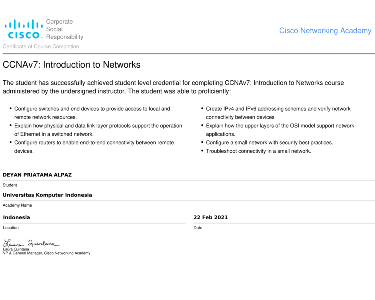 CISCO
Corporate
Social
Responsibility
Cisco Networking Academy
Certificate of Course Completion
CCNAv7: Introduction to Networks
The student has successfully achieved student level credential for completing CCNAv7: Introduction to Networks course
administered by the undersigned instructor. The student was able to proficiently:
• Configure switches and end devices to provide access to local and
remote network resources.
• Explain how physical and data link layer protocols support the operation
of Ethernet in a switched network.
• Configure routers to enable end-to-end connectivity between remote
devices.
• Create IPv4 and IPv6 addressing schemes and verify network
connectivity between devices.
• Explain how the upper layers of the OSI model support network
applications.
• Configure a small network with security best practices.
• Troubleshoot connectivity in a small network.
DEYAN PRJATAMA ALPAZ
Student
Universitas Komputer Indonesia
Academy Name
Indonesia
22 Feb 2021
Location
Date
Laura Quintana
Laura Quintana
VP & General Manager, Cisco Networking Academy